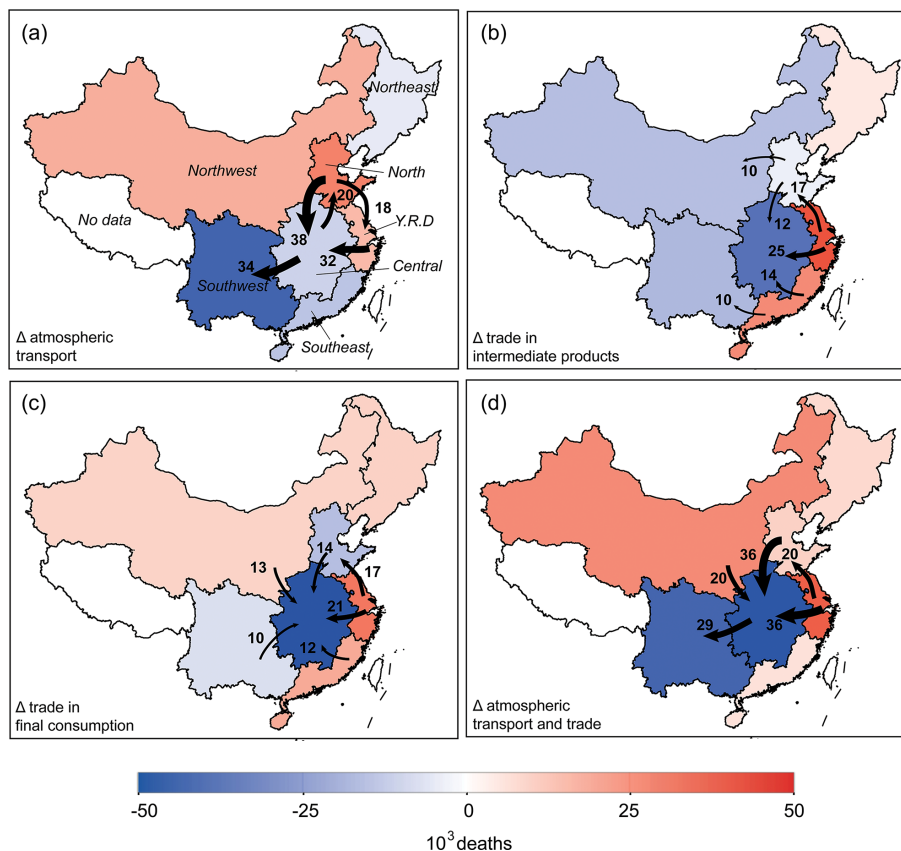 (a)
Northeast
Northwest
North
No data
20
18
Y.R.D
38
32
34
Central
Southwest
Southeast
Δ atmospheric
transport
(b)
10
17
12
25
14
10
Δ trade in
intermediate products
(c)
14
13
17
21
10
12
Δ trade in
final consumption
(d)
36
20
20
29
36
Δ atmospheric
transport and trade
-50
-25
0
25
50
10³ deaths